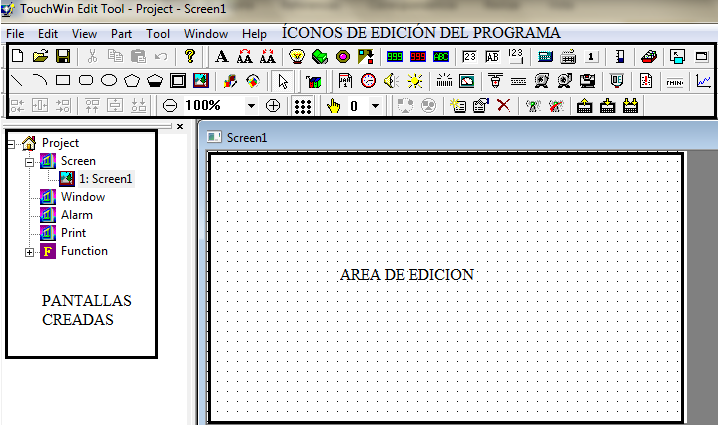 TouchWin Edit Tool - Project - Screen1
File Edit View Part Tool Window Help ÍCONOS DE EDICIÓN DEL PROGRAMA
100% 0
Project
Screen
1: Screen1
Window
Alarm
Print
Function
PANTALLAS
CREADAS
Screen1
AREA DE EDICION